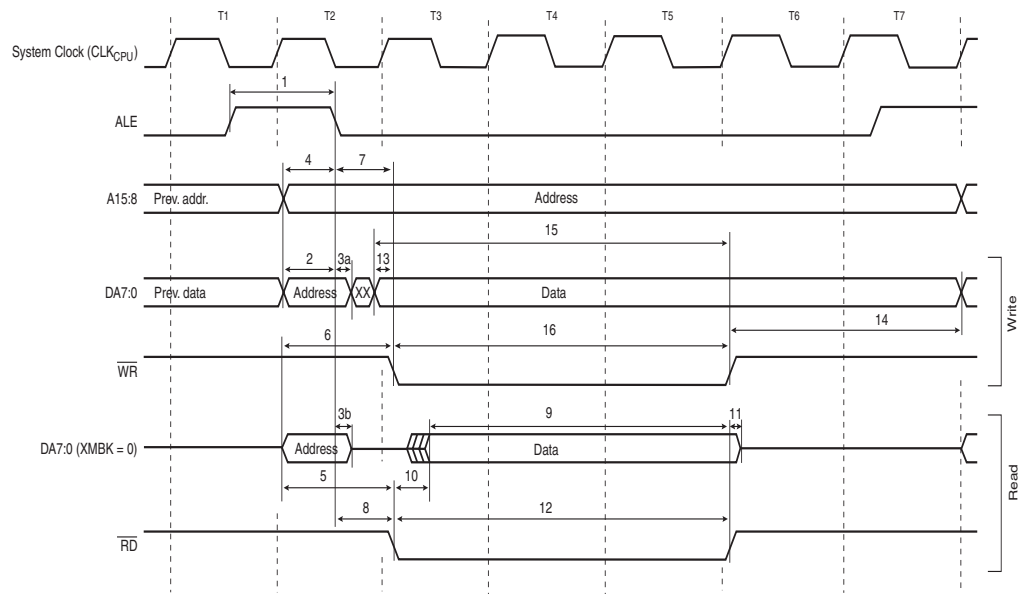 T1 T2 T3 T4 T5 T6 T7
System Clock (CLKCPU)
1
ALE
4 7
A15:8 Prev. addr. Address
15
2 3a 13
DA7:0 Prev. data Address XX Data
14
6 16
WR
Write
3b 9 11
DA7:0 (XMBK = 0) Address Data
5 10
8 12
RD
Read